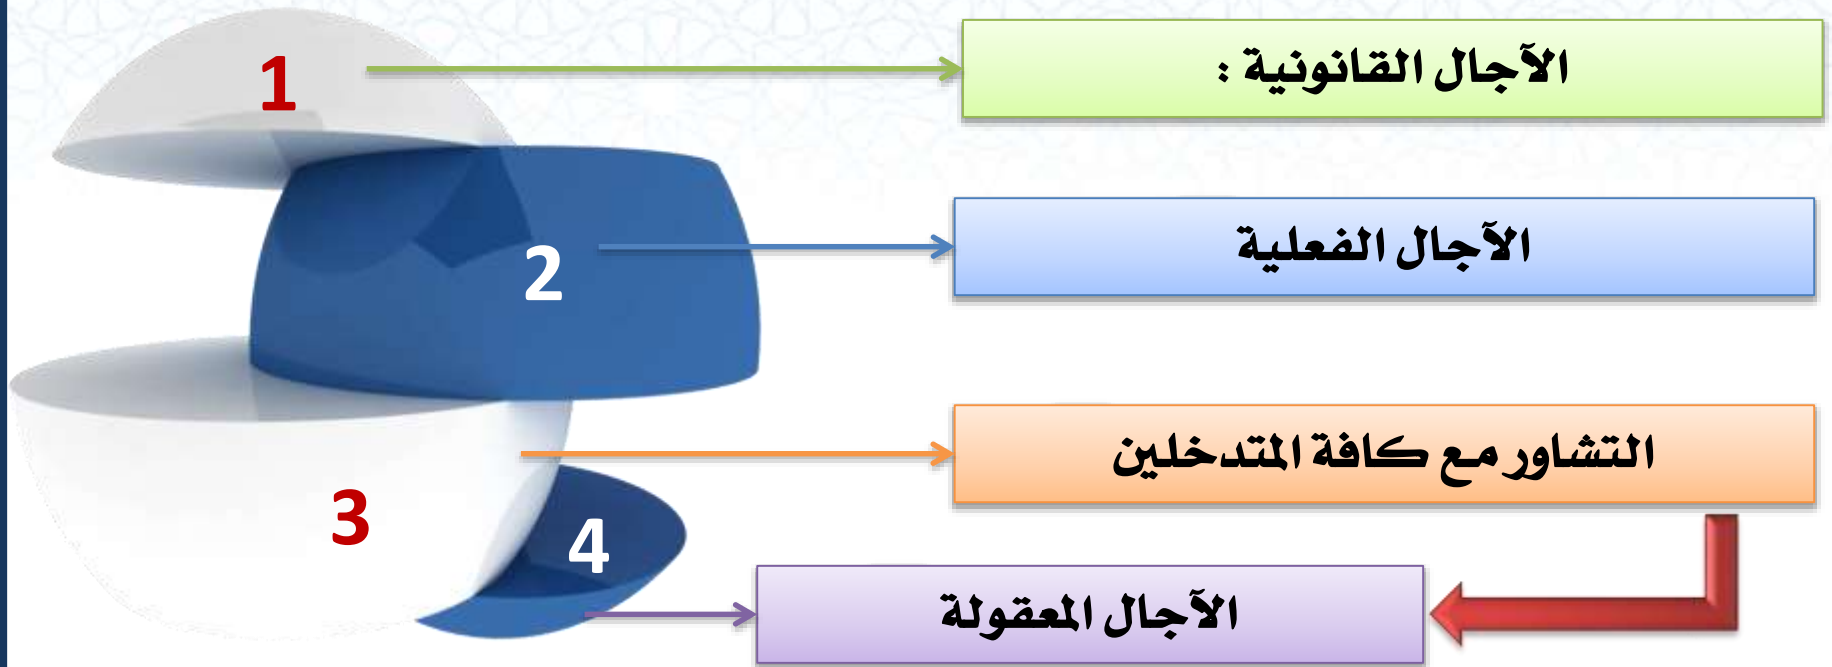 1
الآجال القانونية :
2
الآجال الفعلية
3
التشاور مع كافة المتدخلين
4
الآجال المعقولة